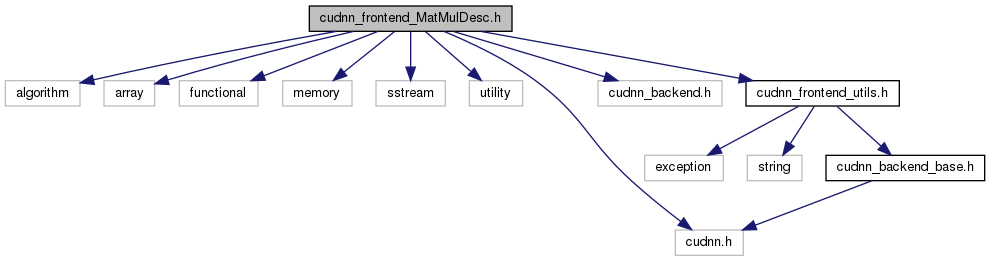 cudnn_frontend_MatMulDesc.h
algorithm
array
functional
memory
sstream
utility
cudnn_backend.h
cudnn_frontend_utils.h
exception
string
cudnn_backend_base.h
cudnn.h